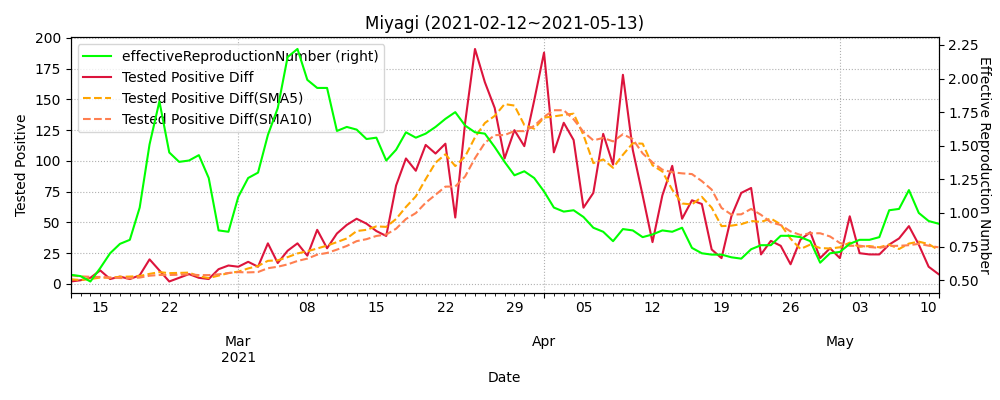 Miyagi (2021-02-12~2021-05-13)
effectiveReproductionNumber (right)
Tested Positive Diff
Tested Positive Diff(SMA5)
Tested Positive Diff(SMA10)
Tested Positive
200
175
150
125
100
75
50
25
0
2.25
2.00
1.75
1.50
1.25
1.00
0.75
0.50
Effective Reproduction Number
15 22 08 15 22 29 05 12 19 26 03 10
Mar Apr May
2021
Date